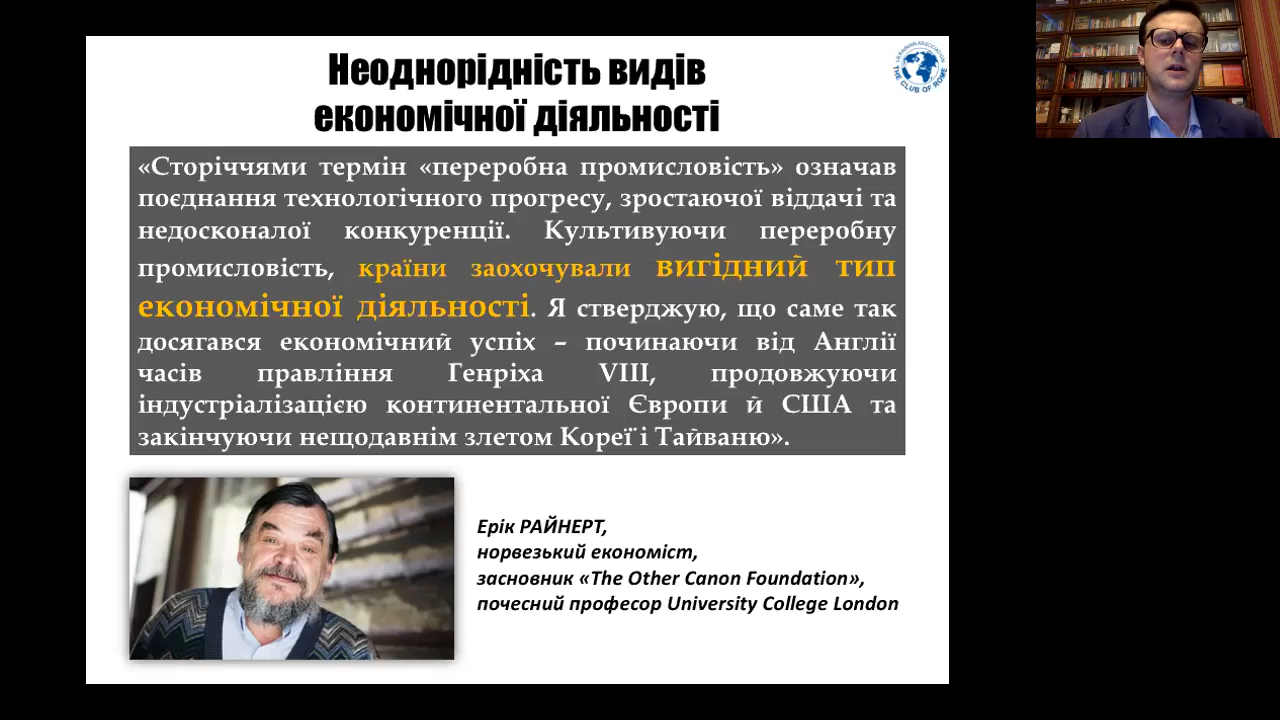 Неоднорідність видів
економічної діяльності
UKRAINIAN ASSOCIATION
THE CLUB OF ROME
«Сторіччями термін «переробна промисловість» означав
поєднання технологічного прогресу, зростаючої віддачі та
недосконалої конкуренції. Культивуючи переробну
промисловість, країни заохочували вигідний тип
економічної діяльності. Я стверджую, що саме так
досягався економічний успіх – починаючи від Англії
часів правління Генріха VIII, продовжуючи
індустріалізацією континентальної Європи й США та
закінчуючи нещодавнім злетом Кореї і Тайваню».
Ерік РАЙНЕРТ,
норвезький економіст,
засновник «The Other Canon Foundation»,
почесний професор University College London